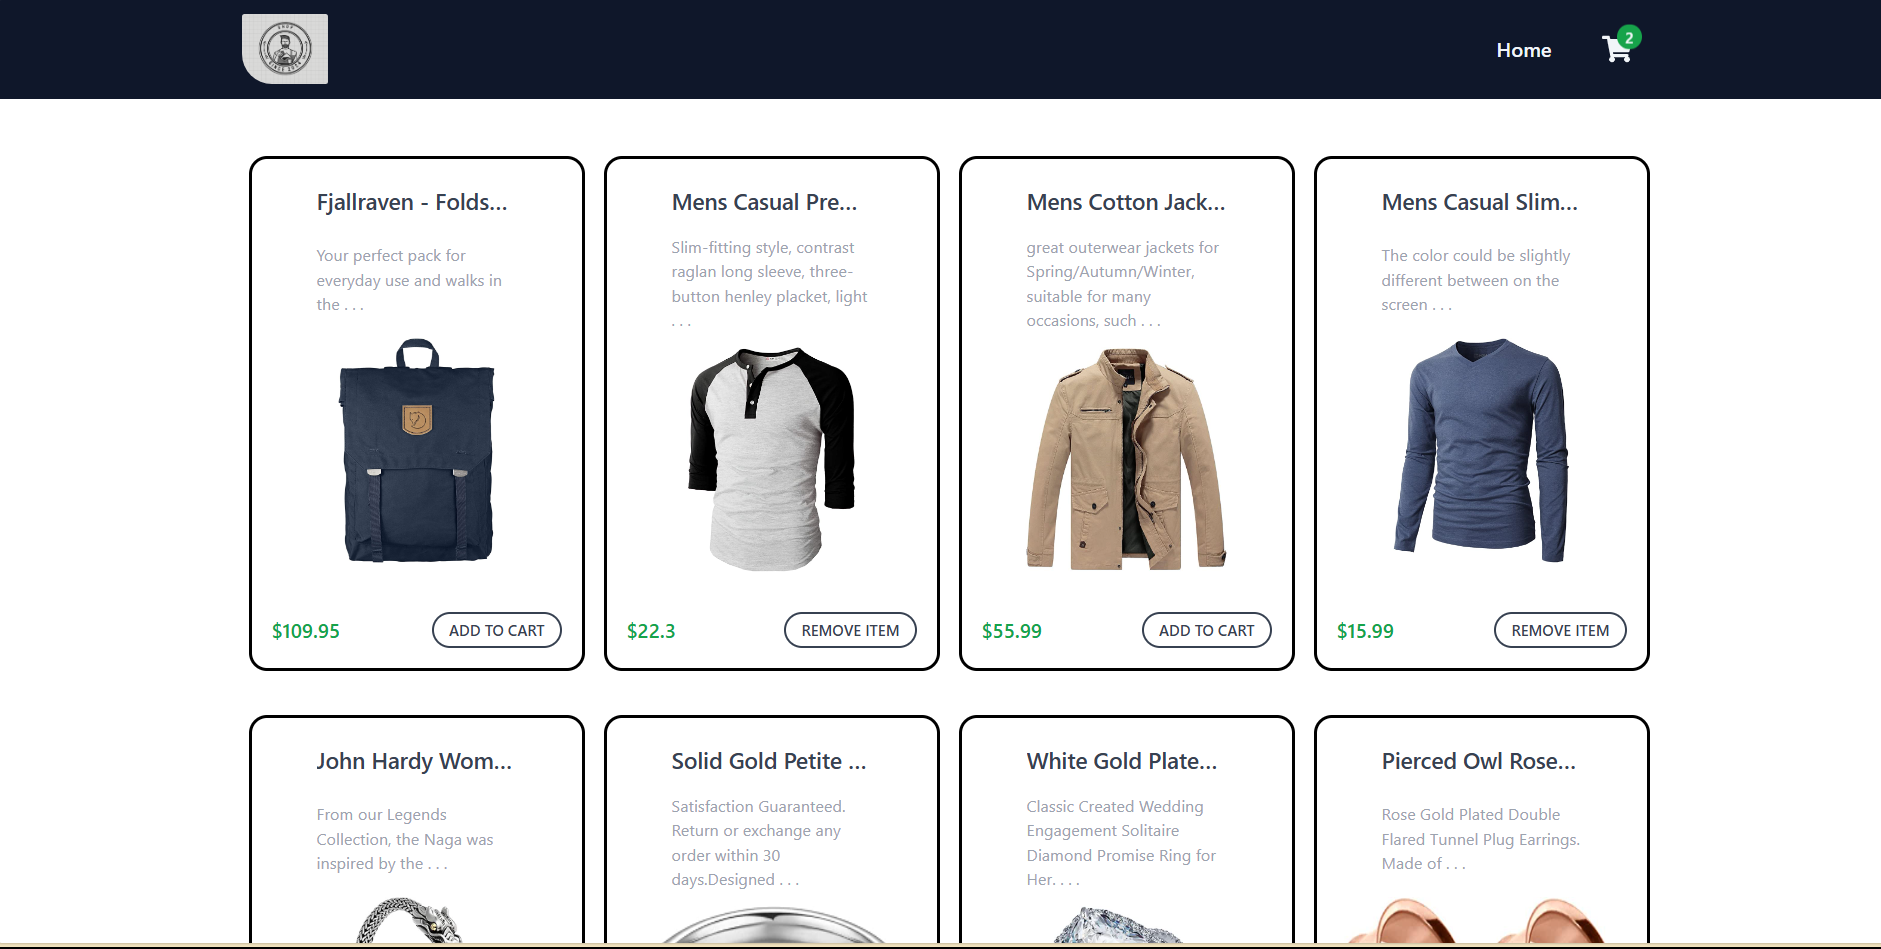 SHOP
SINCE 2024
Home
2
Fjallraven - Folds...
Your perfect pack for
everyday use and walks in
the . . .
$109.95
ADD TO CART
Mens Casual Pre...
Slim-fitting style, contrast
raglan long sleeve, three-
button henley placket, light
. . .
$22.3
REMOVE ITEM
Mens Cotton Jack...
great outerwear jackets for
Spring/Autumn/Winter,
suitable for many
occasions, such . . .
$55.99
ADD TO CART
Mens Casual Slim...
The color could be slightly
different between on the
screen . . .
$15.99
REMOVE ITEM
John Hardy Wom...
From our Legends
Collection, the Naga was
inspired by the . . .
Solid Gold Petite ...
Satisfaction Guaranteed.
Return or exchange any
order within 30
days.Designed . . .
White Gold Plate...
Classic Created Wedding
Engagement Solitaire
Diamond Promise Ring for
Her. . . .
Pierced Owl Rose...
Rose Gold Plated Double
Flared Tunnel Plug Earrings.
Made of . . .